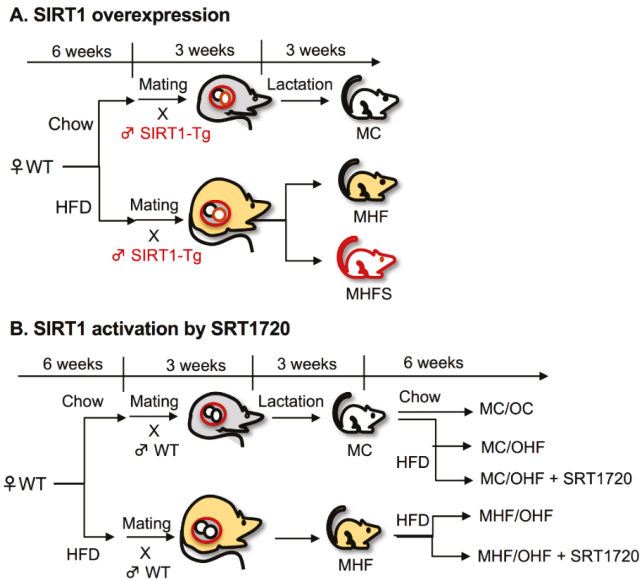 A. SIRT1 overexpression
6 weeks 3 weeks 3 weeks
Mating Lactation
Chow X MC
♂ SIRT1-Tg
♀WT
HFD Mating MHF
X
♂ SIRT1-Tg
MHFS
B. SIRT1 activation by SRT1720
6 weeks 3 weeks 3 weeks 6 weeks
Chow Mating Lactation Chow MC/OC
X
♂ WT MC MC/OHF
HFD
♀WT MC/OHF + SRT1720
Mating HFD MHF/OHF
HFD X
♂ WT MHF MHF/OHF + SRT1720